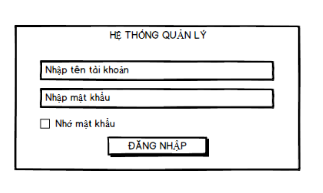 HỆ THỐNG QUẢN LÝ
Nhập tên tài khoản
Nhập mật khẩu
Nhớ mật khẩu
ĐĂNG NHẬP